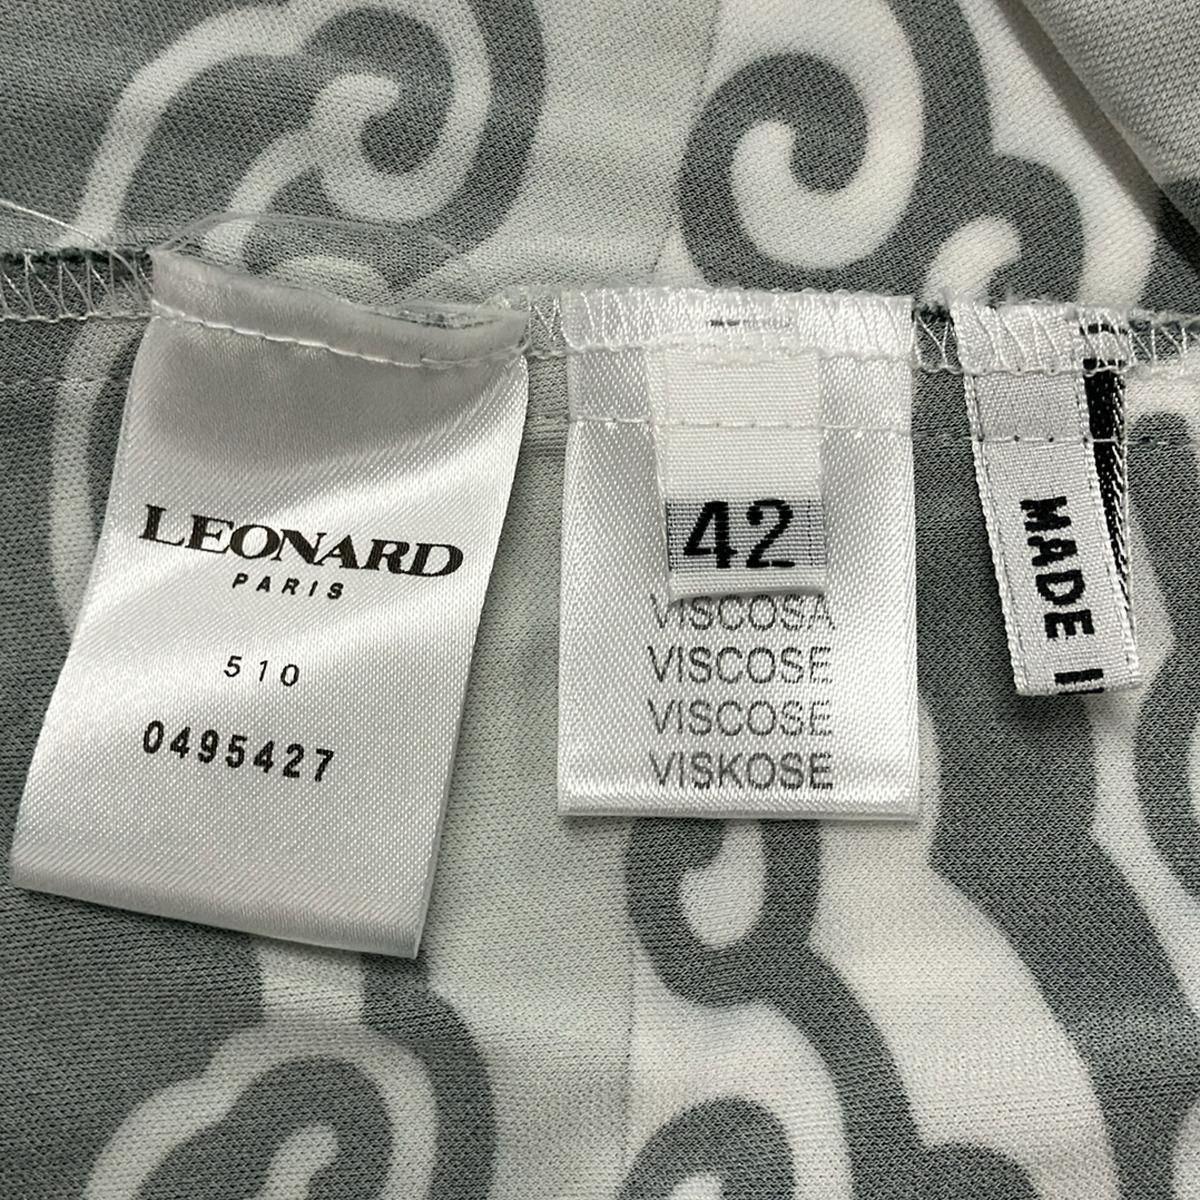 LEONARD
PARIS
510
0495427
42
VISCOSA
VISCOSE
VISCOSE
VISKOSE
MADE